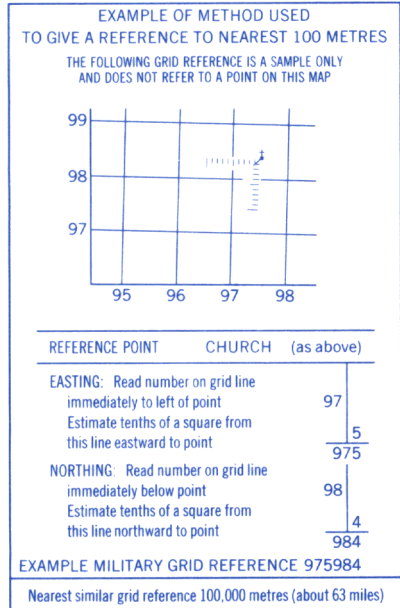 EXAMPLE OF METHOD USED
TO GIVE A REFERENCE TO NEAREST 100 METRES
THE FOLLOWING GRID REFERENCE IS A SAMPLE ONLY
AND DOES NOT REFER TO A POINT ON THIS MAP
99
98
97
95 96 97 98
REFERENCE POINT CHURCH (as above)
EASTING: Read number on grid line
immediately to left of point 97
Estimate tenths of a square from
this line eastward to point 5
975
NORTHING: Read number on grid line
immediately below point 98
Estimate tenths of a square from
this line northward to point 4
984
EXAMPLE MILITARY GRID REFERENCE 975984
Nearest similar grid reference 100,000 metres (about 63 miles)